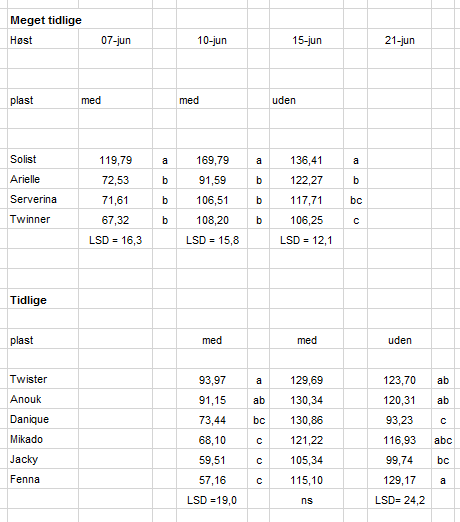 Meget tidlige
Høst 07-jun 10-jun 15-jun 21-jun
plast med med uden
Solist 119,79 a 169,79 a 136,41 a
Arielle 72,53 b 91,59 b 122,27 b
Serverina 71,61 b 106,51 b 117,71 bc
Twinner 67,32 b 108,20 b 106,25 c
LSD = 16,3 LSD = 15,8 LSD = 12,1
Tidlige
plast med med uden
Twister 93,97 a 129,69 123,70 ab
Anouk 91,15 ab 130,34 120,31 ab
Danique 73,44 bc 130,86 93,23 c
Mikado 68,10 c 121,22 116,93 abc
Jacky 59,51 c 105,34 99,74 bc
Fenna 57,16 c 115,10 129,17 a
LSD =19,0 ns LSD= 24,2